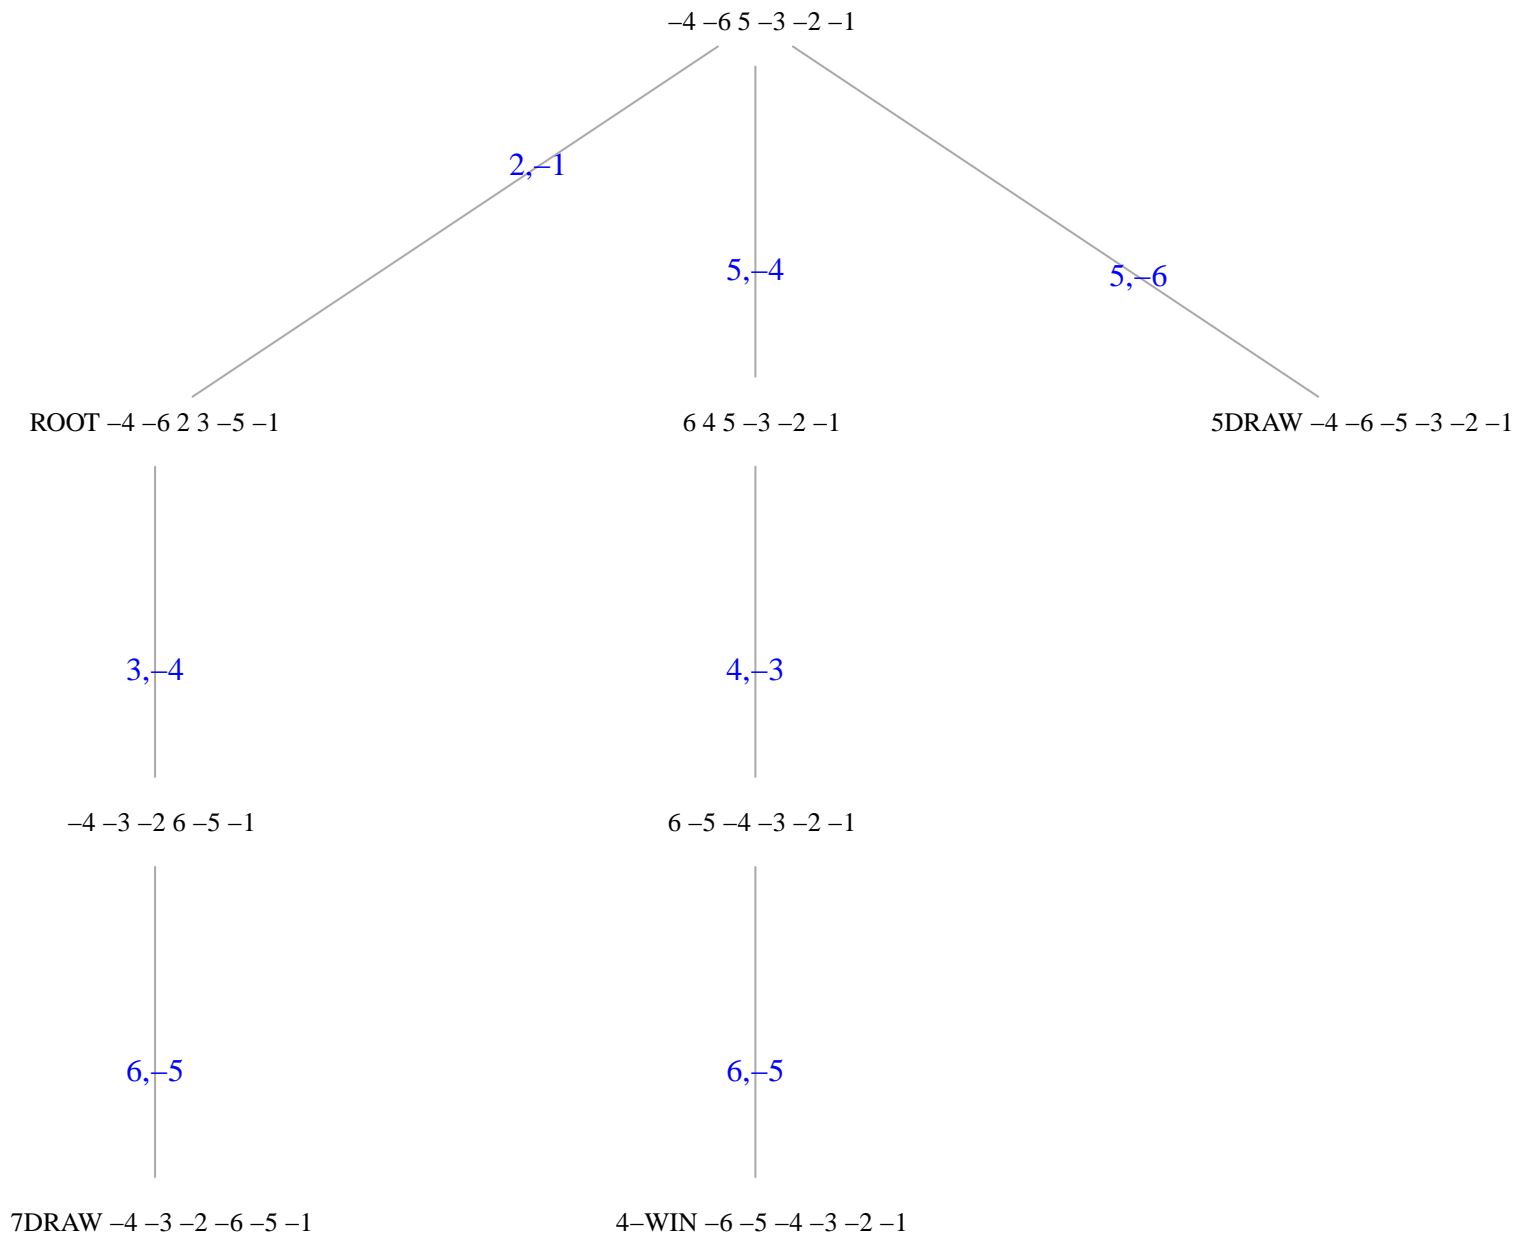 –4 –6 5 –3 –2 –1
2,–1
5,–4
5,–6
ROOT –4 –6 2 3 –5 –1
6 4 5 –3 –2 –1
5DRAW –4 –6 –5 –3 –2 –1
3,–4
4,–3
–4 –3 –2 6 –5 –1
6 –5 –4 –3 –2 –1
6,–5
6,–5
7DRAW –4 –3 –2 –6 –5 –1
4–WIN –6 –5 –4 –3 –2 –1